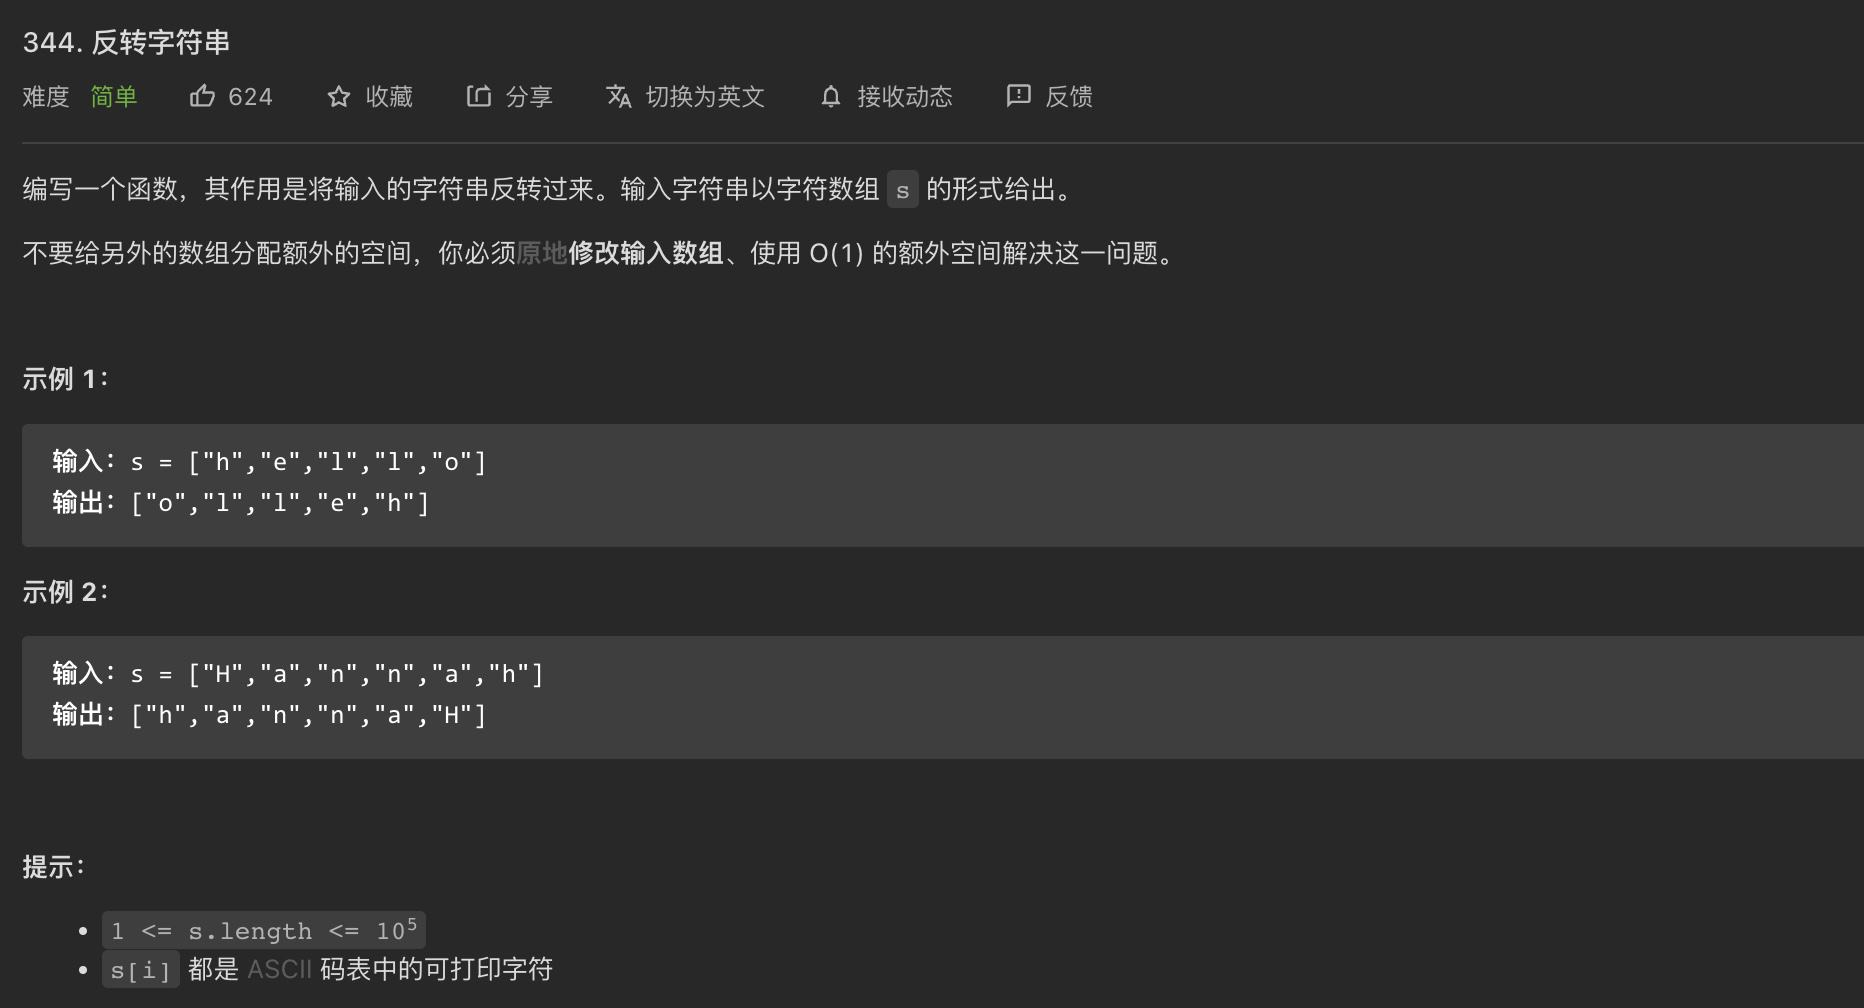 344. 反转字符串
难度 简单 624 收藏 分享 切换为英文 接收动态 反馈
编写一个函数，其作用是将输入的字符串反转过来。输入字符串以字符数组 s 的形式给出。
不要给另外的数组分配额外的空间，你必须原地修改输入数组、使用 O(1) 的额外空间解决这一问题。
示例 1：
输入：s = ["h","e","l","l","o"]
输出：["o","l","l","e","h"]
示例 2：
输入：s = ["H","a","n","n","a","h"]
输出：["h","a","n","n","a","H"]
提示：
1 <= s.length <= 10⁵
s[i] 都是 ASCII 码表中的可打印字符